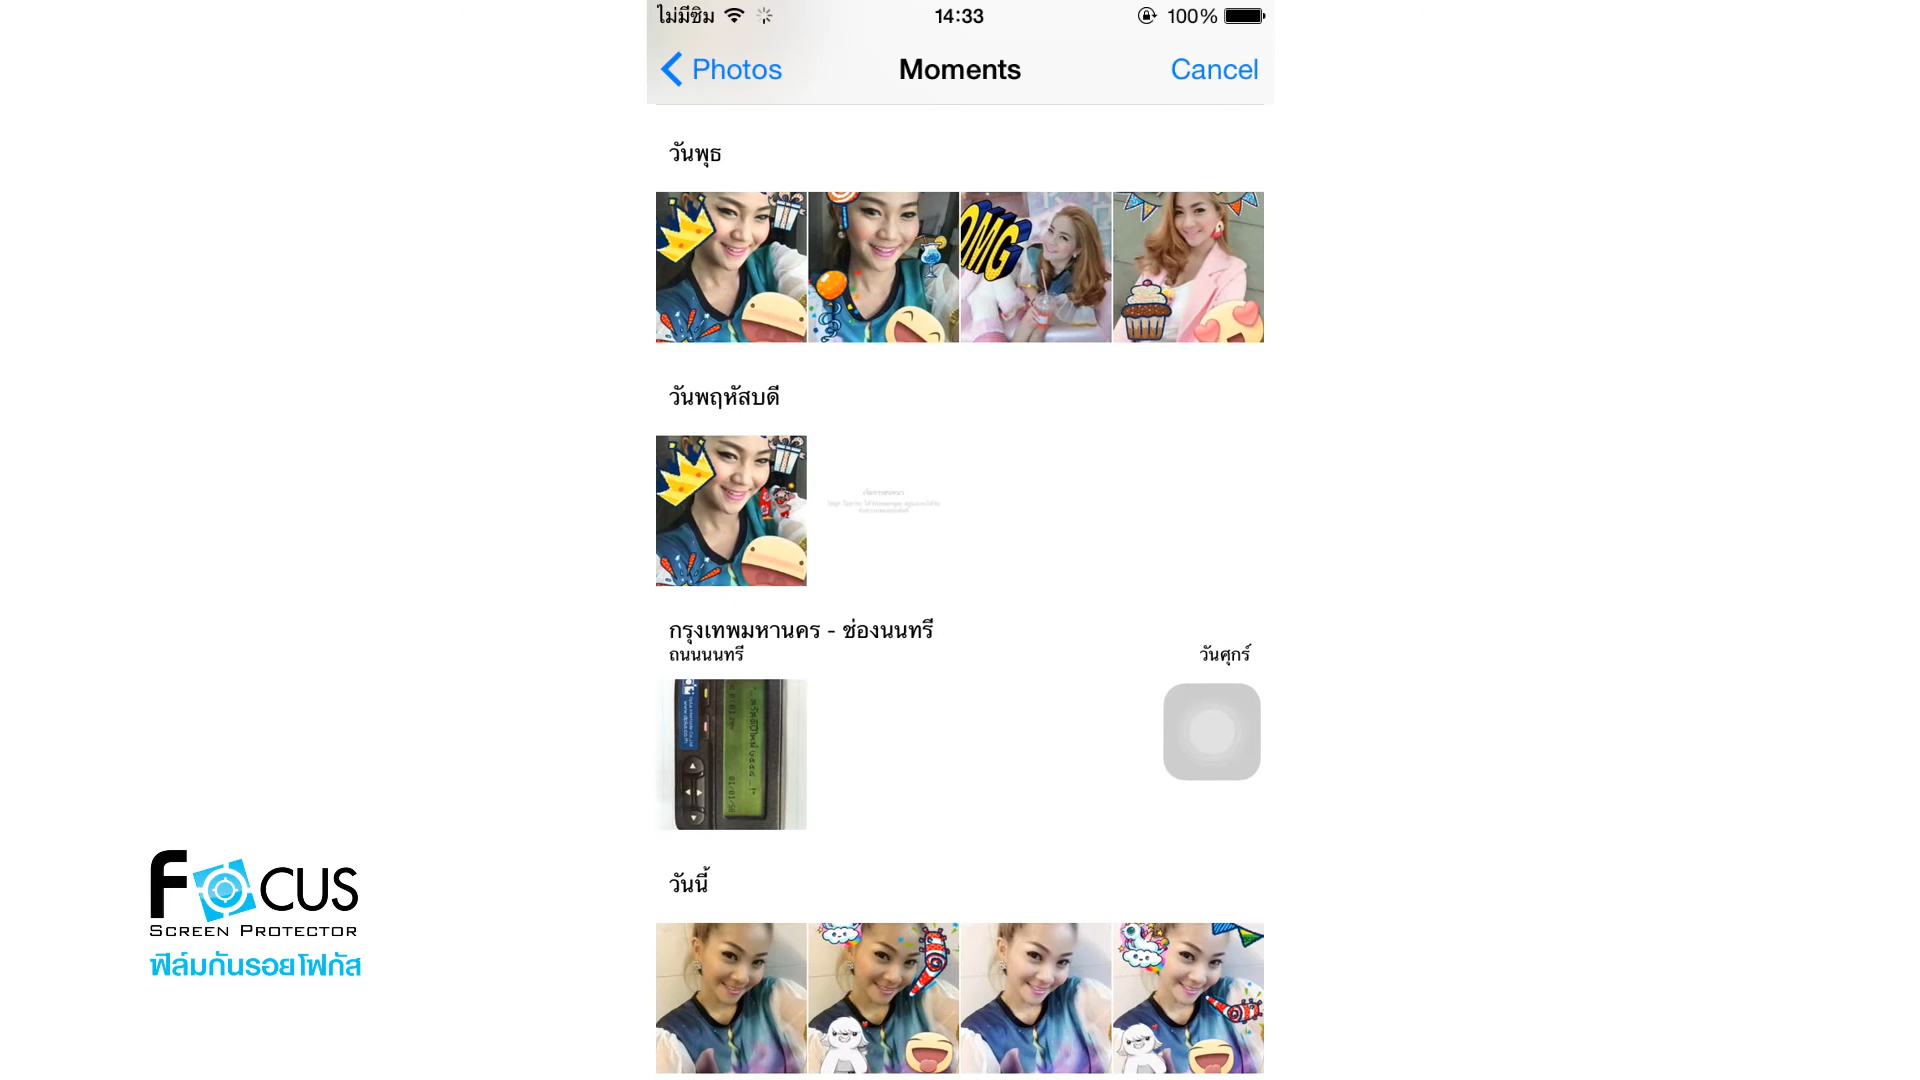 ไม่มีซิม 14:33 100%
Photos Moments Cancel
วันพุธ
OMG
วันพฤหัสบดี
กรุงเทพมหานคร - ช่องนนทรี
ถนนนนทรี วันศุกร์
วันนี้
FOCUS
SCREEN PROTECTOR
ฟิล์มกันรอยโฟกัส